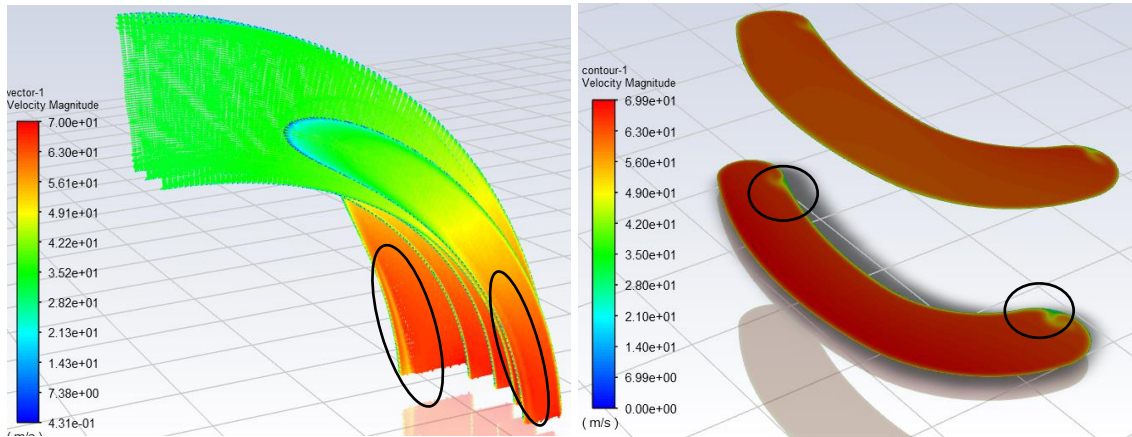 vector-1
Velocity Magnitude
7.00e+01
6.30e+01
5.61e+01
4.91e+01
4.22e+01
3.52e+01
2.82e+01
2.13e+01
1.43e+01
7.38e+00
4.31e-01
( m/s )
contour-1
Velocity Magnitude
6.99e+01
6.30e+01
5.60e+01
4.90e+01
4.20e+01
3.50e+01
2.80e+01
2.10e+01
1.40e+01
6.99e+00
0.00e+00
( m/s )